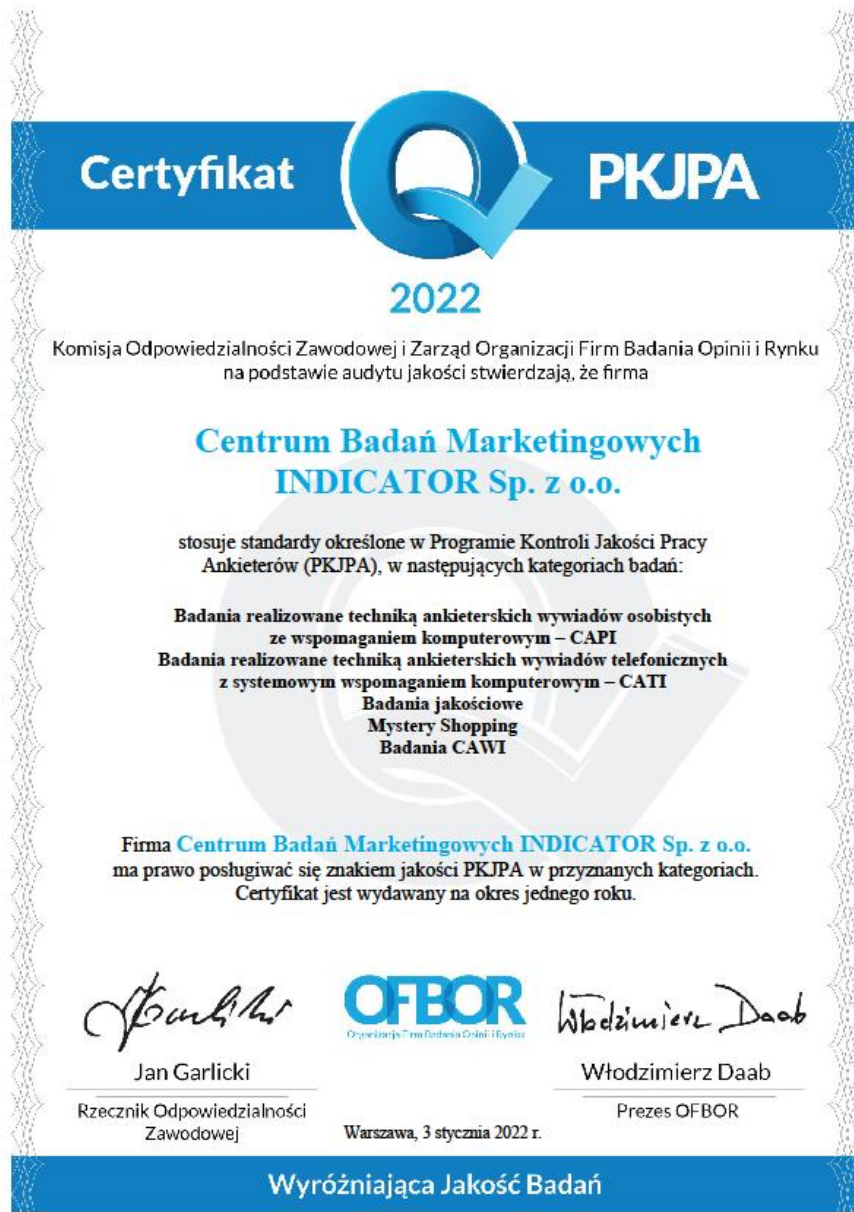 Certyfikat PKJPA
2022
Komisja Odpowiedzialności Zawodowej i Zarząd Organizacji Firm Badania Opinii i Rynku
na podstawie audytu jakości stwierdzają, że firma
Centrum Badań Marketingowych
INDICATOR Sp. z o.o.
stosuje standardy określone w Programie Kontroli Jakości Pracy
Ankieterów (PKJPA), w następujących kategoriach badań:
Badania realizowane techniką ankieterskich wywiadów osobistych
ze wspomaganiem komputerowym – CAPI
Badania realizowane techniką ankieterskich wywiadów telefonicznych
z systemowym wspomaganiem komputerowym – CATI
Badania jakościowe
Mystery Shopping
Badania CAWI
Firma Centrum Badań Marketingowych INDICATOR Sp. z o.o.
ma prawo posługiwać się znakiem jakości PKJPA w przyznanych kategoriach.
Certyfikat jest wydawany na okres jednego roku.
OFBOR
Organizacja Firm Badania Opinii i Rynku
Włodzimierz Daab
Jan Garlicki
Rzecznik Odpowiedzialności
Zawodowej
Włodzimierz Daab
Prezes OFBOR
Warszawa, 3 stycznia 2022 r.
Wyróżniająca Jakość Badań